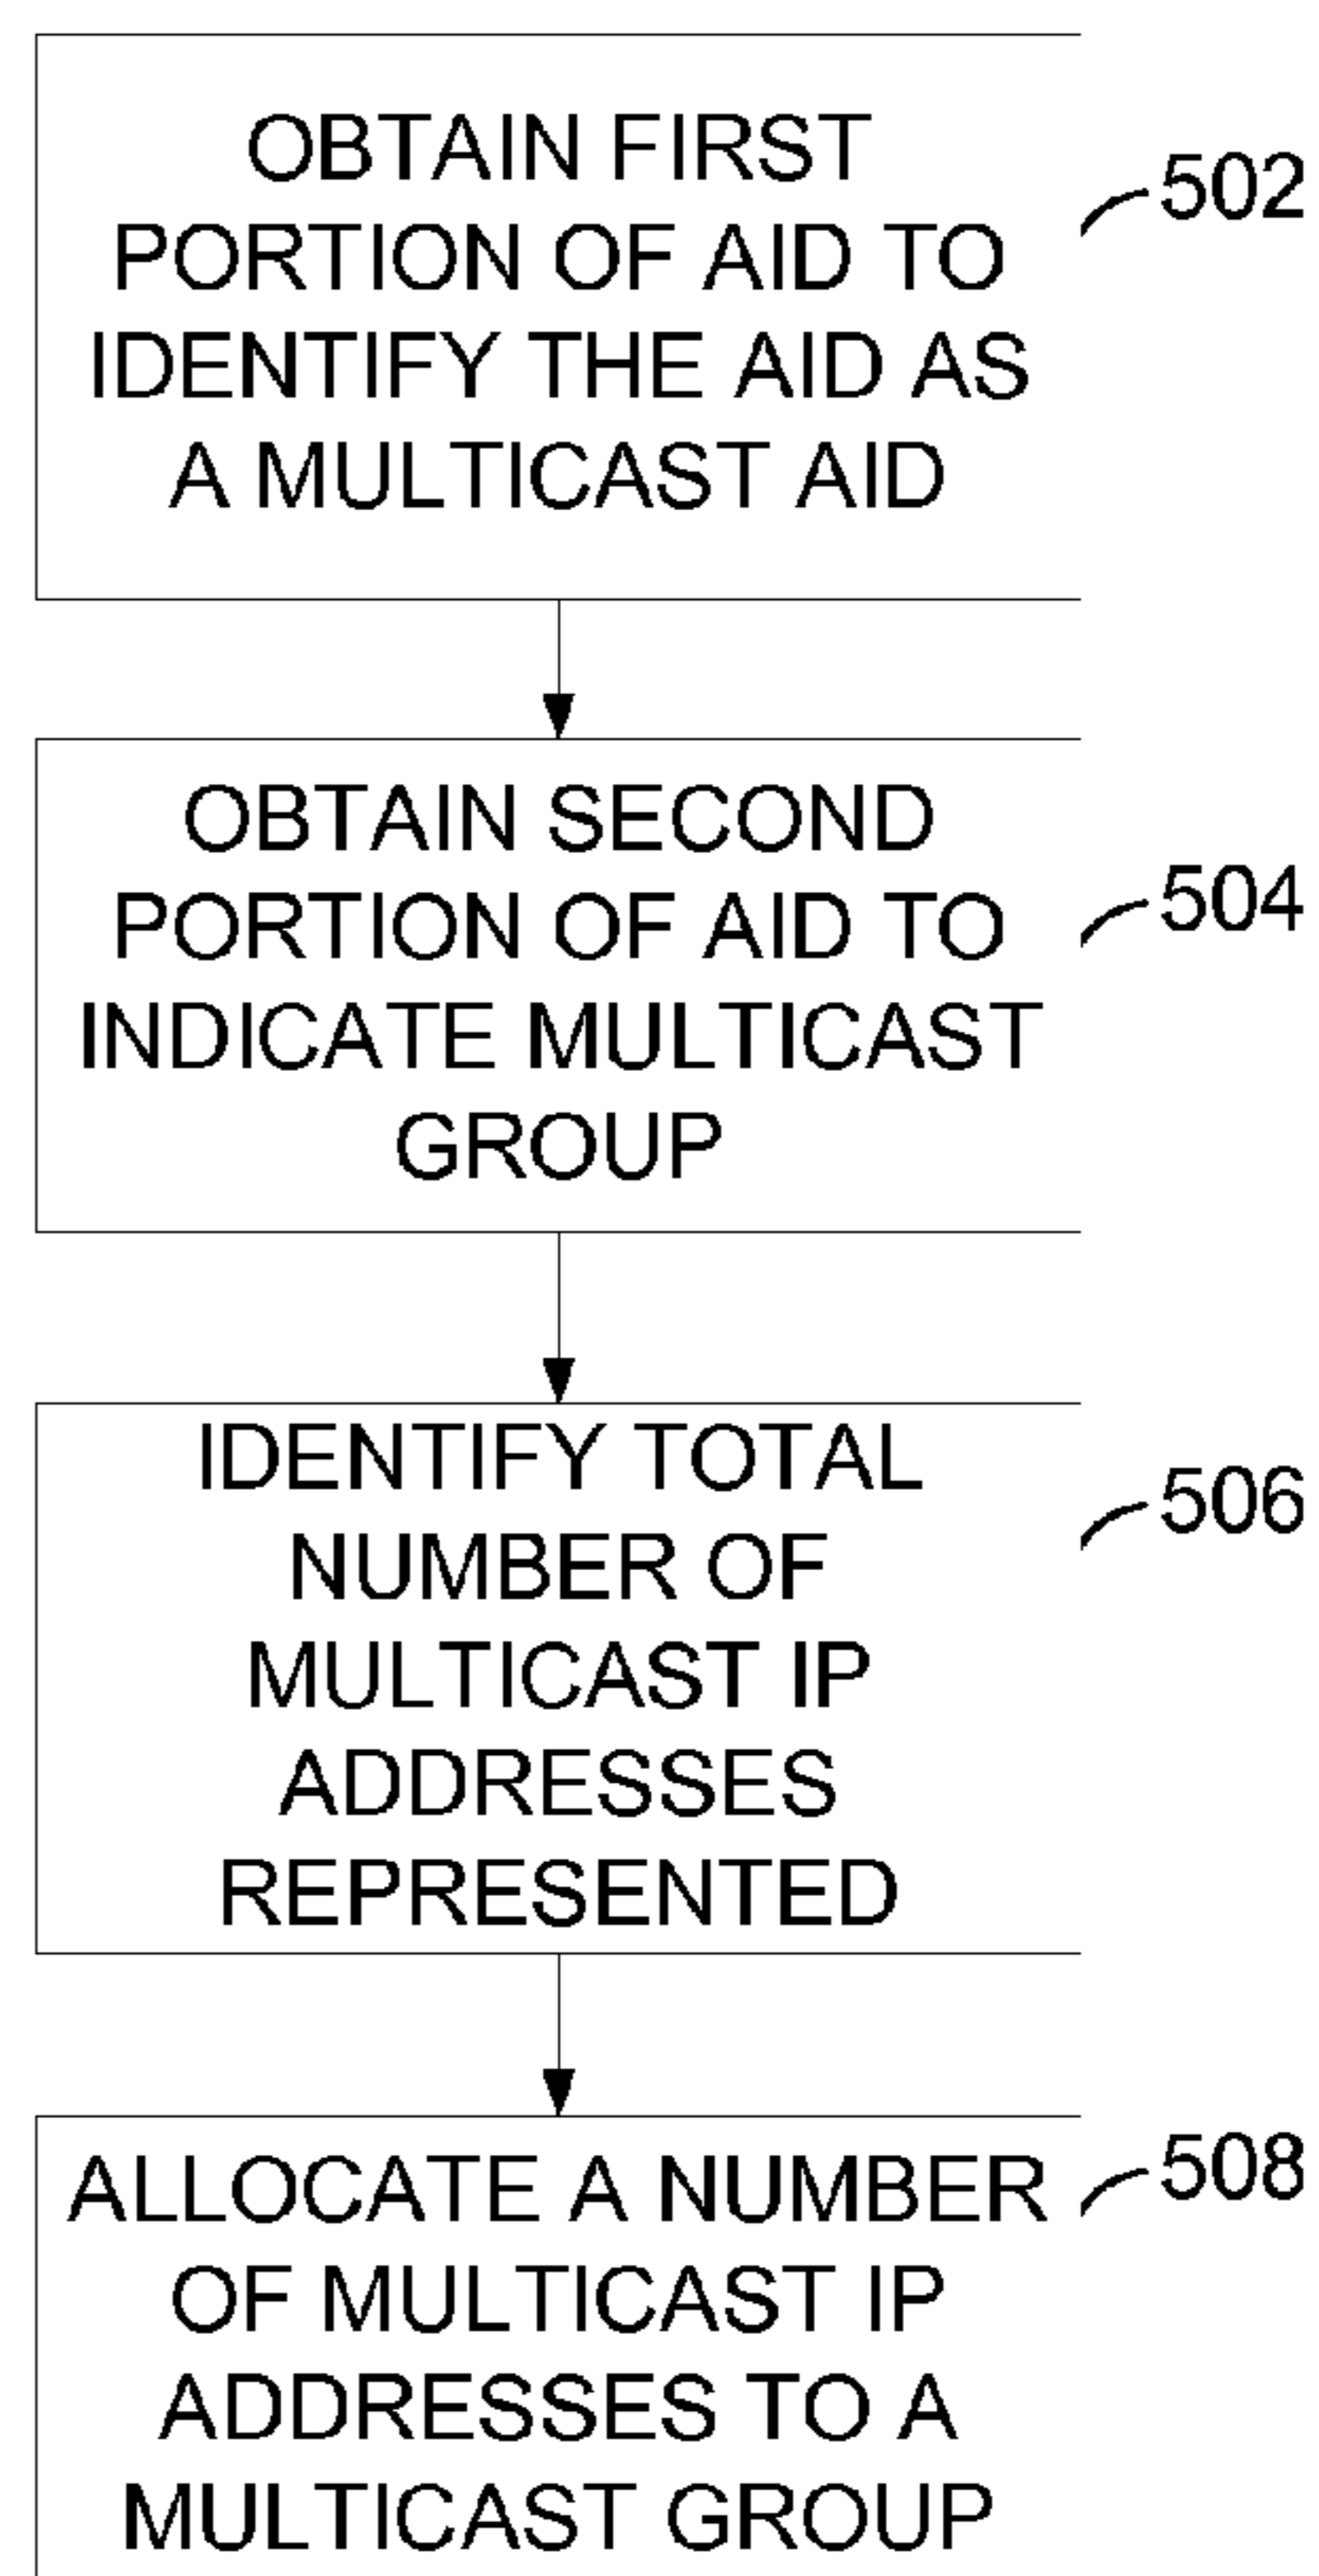 OBTAIN FIRST
PORTION OF AID TO
IDENTIFY THE AID AS
A MULTICAST AID
502
OBTAIN SECOND
PORTION OF AID TO
INDICATE MULTICAST
GROUP
504
IDENTIFY TOTAL
NUMBER OF
MULTICAST IP
ADDRESSES
REPRESENTED
506
ALLOCATE A NUMBER
OF MULTICAST IP
ADDRESSES TO A
MULTICAST GROUP
508